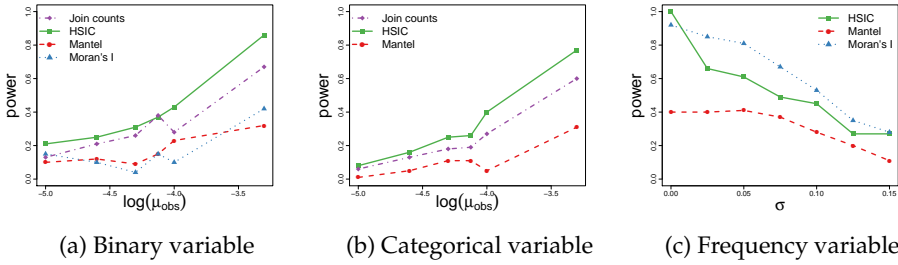 Join counts
HSIC
Mantel
Moran's I
power
0.0
0.2
0.4
0.6
0.8
1.0
-5.0
-4.5
-4.0
-3.5
log(μobs)
(a) Binary variable
Join counts
HSIC
Mantel
power
0.0
0.2
0.4
0.6
0.8
1.0
-5.0
-4.5
-4.0
-3.5
log(μobs)
(b) Categorical variable
HSIC
Mantel
Moran's I
power
0.0
0.2
0.4
0.6
0.8
1.0
0.00
0.05
0.10
0.15
σ
(c) Frequency variable